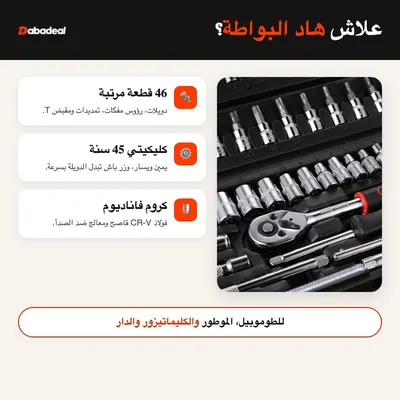 Dabadeal
علاش هاد البواطة؟
46 قطعة مرتبة
دويلات، رؤوس مفكات، تمديدات ومقبض T.
كليكيتي 45 سنة
يمين ويسار، وزر باش تبدل الدويلة بسرعة.
كروم فاناديوم
فولاذ CR-V قاصح ومعالج ضد الصدأ.
للطوموبيل، الموطور والكليماتيزور والدار